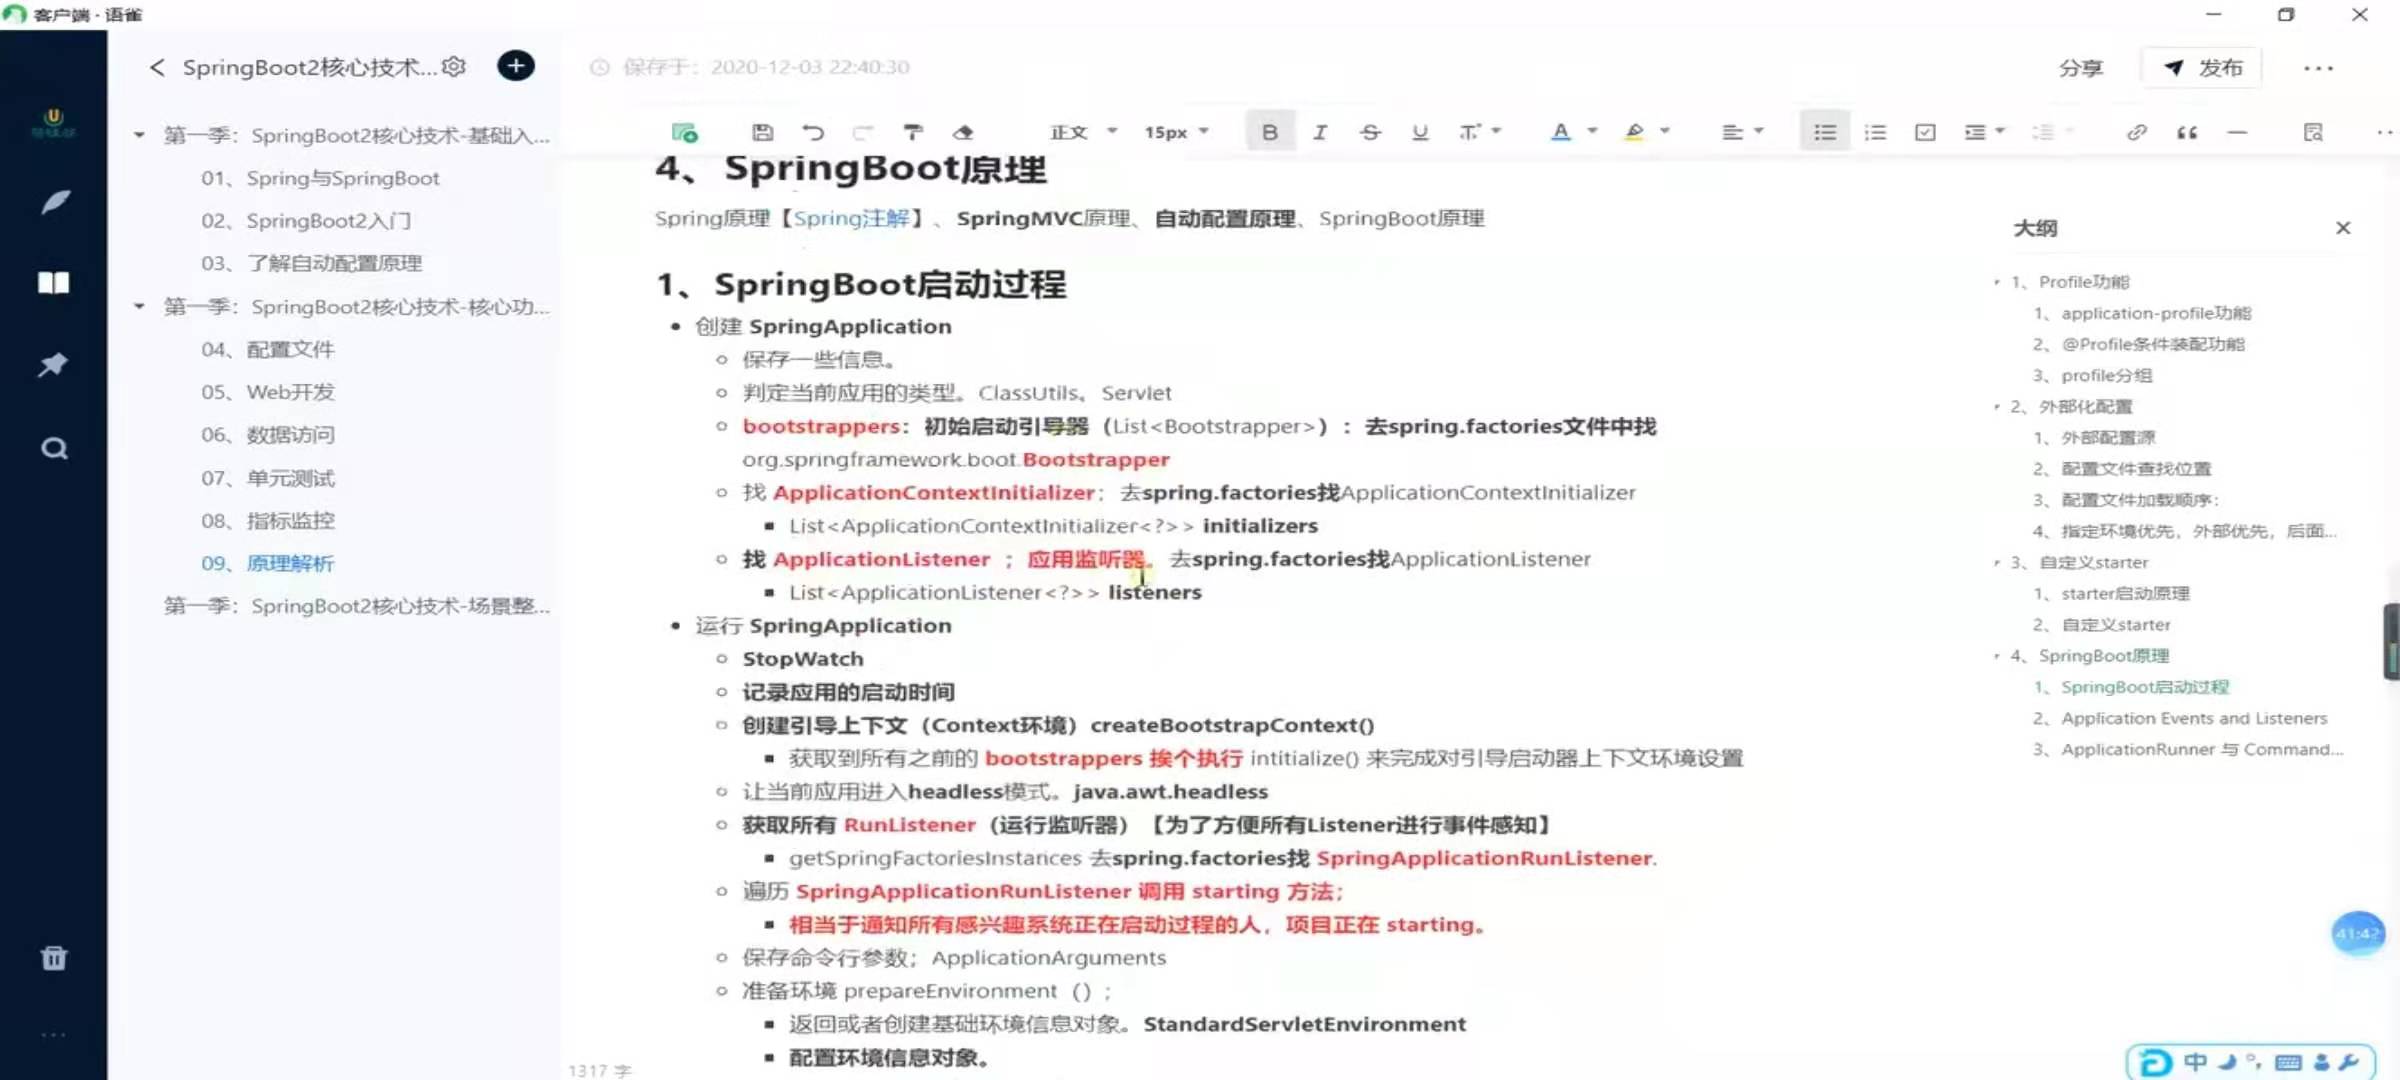 客户端 · 语雀
SpringBoot2核心技术...
保存于：2020-12-03 22:40:30
分享
发布
正文
15px
第一季：SpringBoot2核心技术-基础入...
01、Spring与SpringBoot
02、SpringBoot2入门
03、了解自动配置原理
第一季：SpringBoot2核心技术-核心功...
04、配置文件
05、Web开发
06、数据访问
07、单元测试
08、指标监控
09、原理解析
第一季：SpringBoot2核心技术-场景整...
4、SpringBoot原理
Spring原理【Spring注解】、SpringMVC原理、自动配置原理、SpringBoot原理
1、SpringBoot启动过程
创建 SpringApplication
保存一些信息。
判定当前应用的类型。ClassUtils。Servlet
bootstrappers：初始启动引导器（List<Bootstrapper>）：去spring.factories文件中找
org.springframework.boot.Bootstrapper
找 ApplicationContextInitializer；去spring.factories找ApplicationContextInitializer
List<ApplicationContextInitializer<?>> initializers
找 ApplicationListener ；应用监听器。去spring.factories找ApplicationListener
List<ApplicationListener<?>> listeners
运行 SpringApplication
StopWatch
记录应用的启动时间
创建引导上下文（Context环境）createBootstrapContext()
获取到所有之前的 bootstrappers 挨个执行 intitialize() 来完成对引导启动器上下文环境设置
让当前应用进入headless模式。java.awt.headless
获取所有 RunListener（运行监听器）【为了方便所有Listener进行事件感知】
getSpringFactoriesInstances 去spring.factories找 SpringApplicationRunListener.
遍历 SpringApplicationRunListener 调用 starting 方法；
相当于通知所有感兴趣系统正在启动过程的人，项目正在 starting。
保存命令行参数；ApplicationArguments
准备环境 prepareEnvironment（）;
返回或者创建基础环境信息对象。StandardServletEnvironment
配置环境信息对象。
1317 字
大纲
1、Profile功能
1、application-profile功能
2、@Profile条件装配功能
3、profile分组
2、外部化配置
1、外部配置源
2、配置文件查找位置
3、配置文件加载顺序：
4、指定环境优先，外部优先，后面...
3、自定义starter
1、starter启动原理
2、自定义starter
4、SpringBoot原理
1、SpringBoot启动过程
2、Application Events and Listeners
3、ApplicationRunner 与 Command...
41:42
中